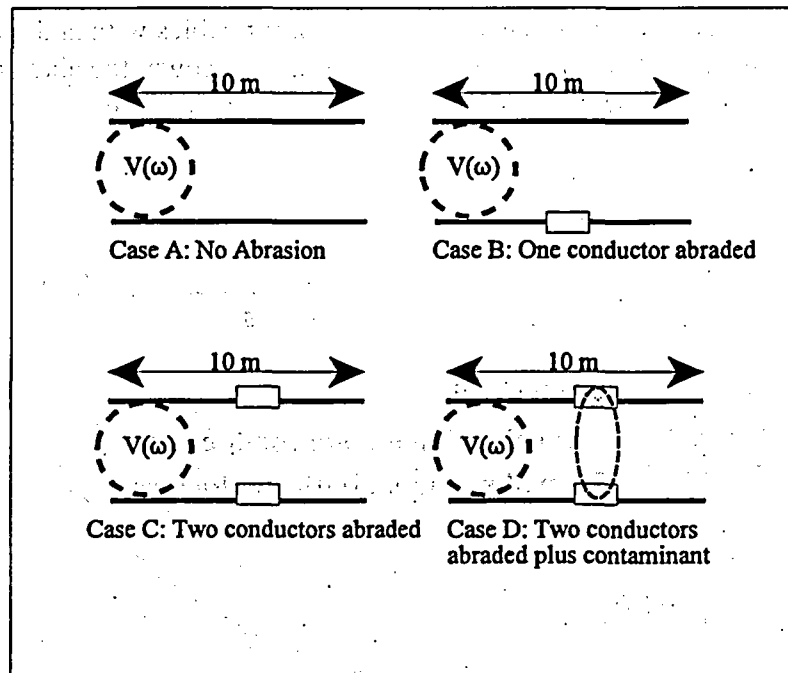 10 m
10 m
V(ω)
V(ω)
Case A: No Abrasion
Case B: One conductor abraded
10 m
10 m
V(ω)
V(ω)
Case C: Two conductors abraded
Case D: Two conductors
abraded plus contaminant